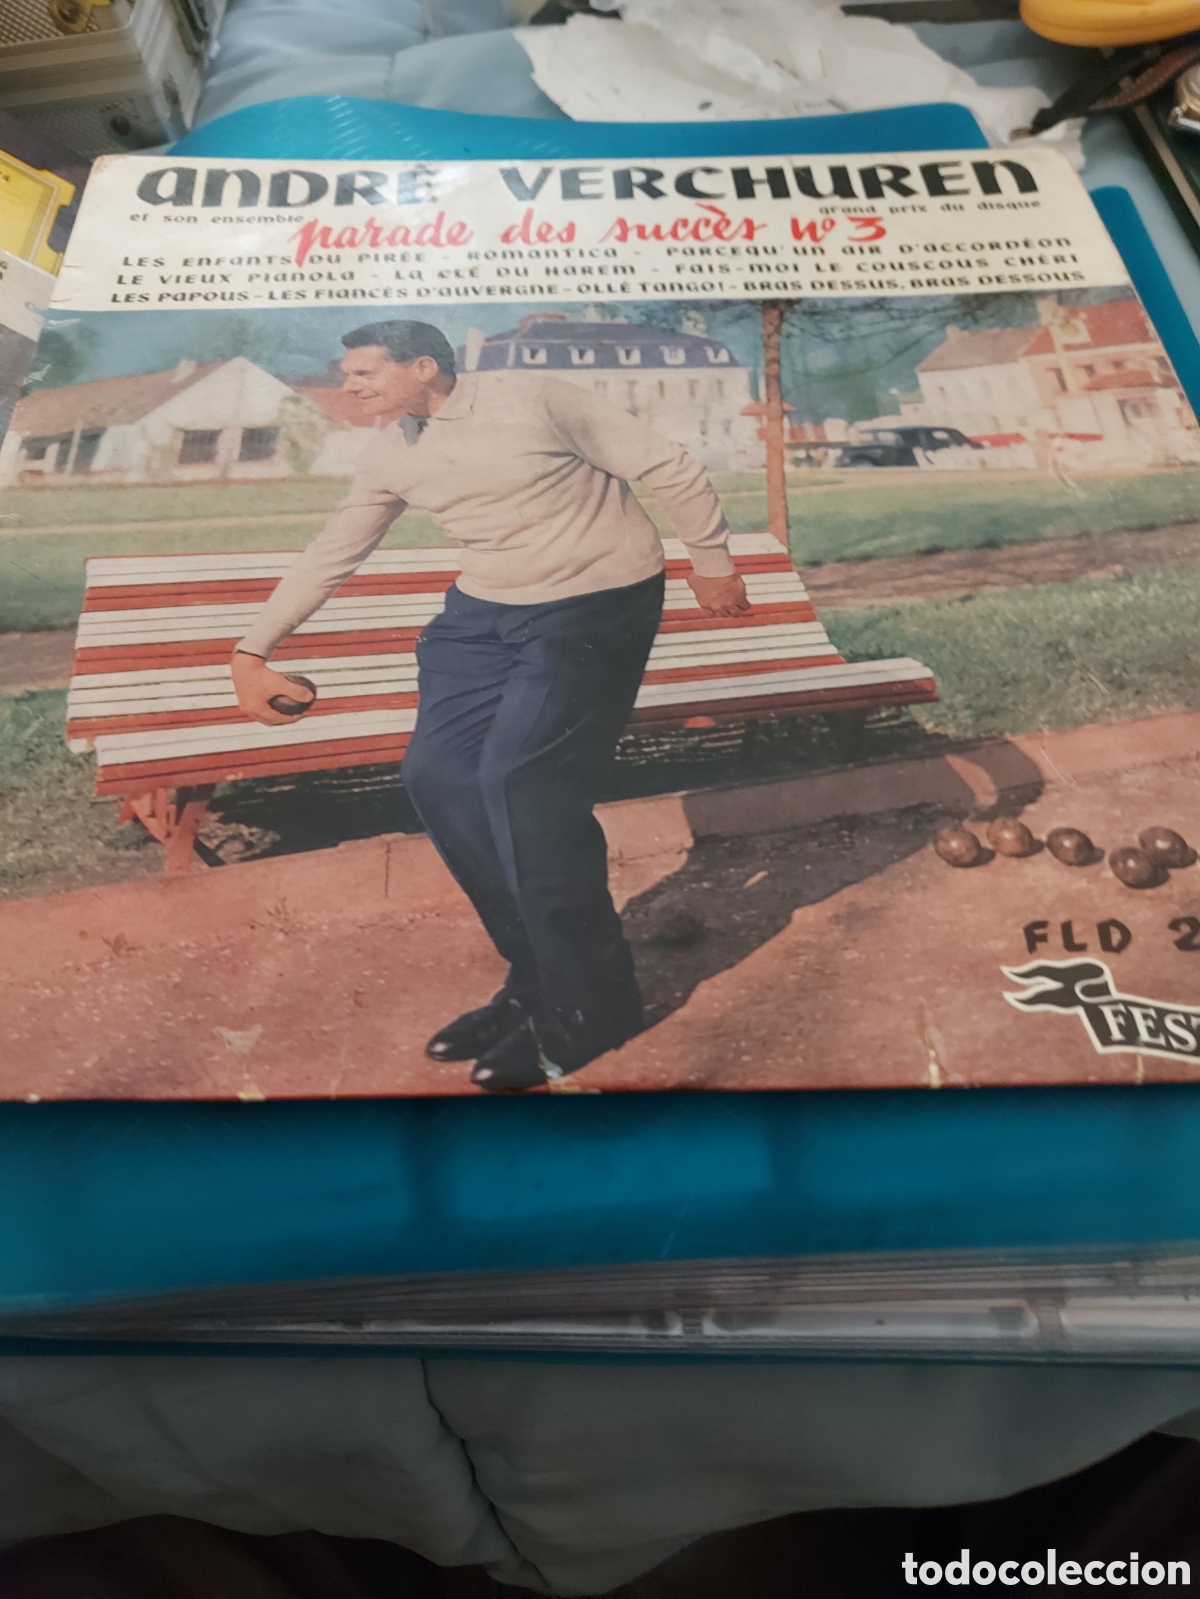 ANDRÉ VERCHUREN
et son ensemble grand prix du disque
parade des succès nº 3
LES ENFANTS DU PIRÉE - ROMANTICA - PARCEQU'UN AIR D'ACCORDÉON
LE VIEUX PIANOLA - LA CLÉ DU HAREM - FAIS-MOI LE COUSCOUS CHÉRI
LES PAPOUS - LES FIANCÈS D'AUVERGNE - OLLÉ TANGO! - BRAS DESSUS, BRAS DESSOUS
FLD 2
FEST
todocoleccion